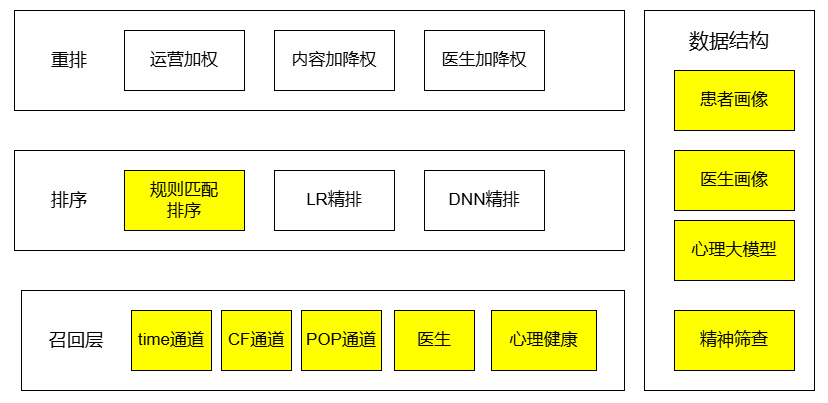 重排
运营加权
内容加降权
医生加降权
排序
规则匹配
排序
LR精排
DNN精排
召回层
time通道
CF通道
POP通道
医生
心理健康
数据结构
患者画像
医生画像
心理大模型
精神筛查